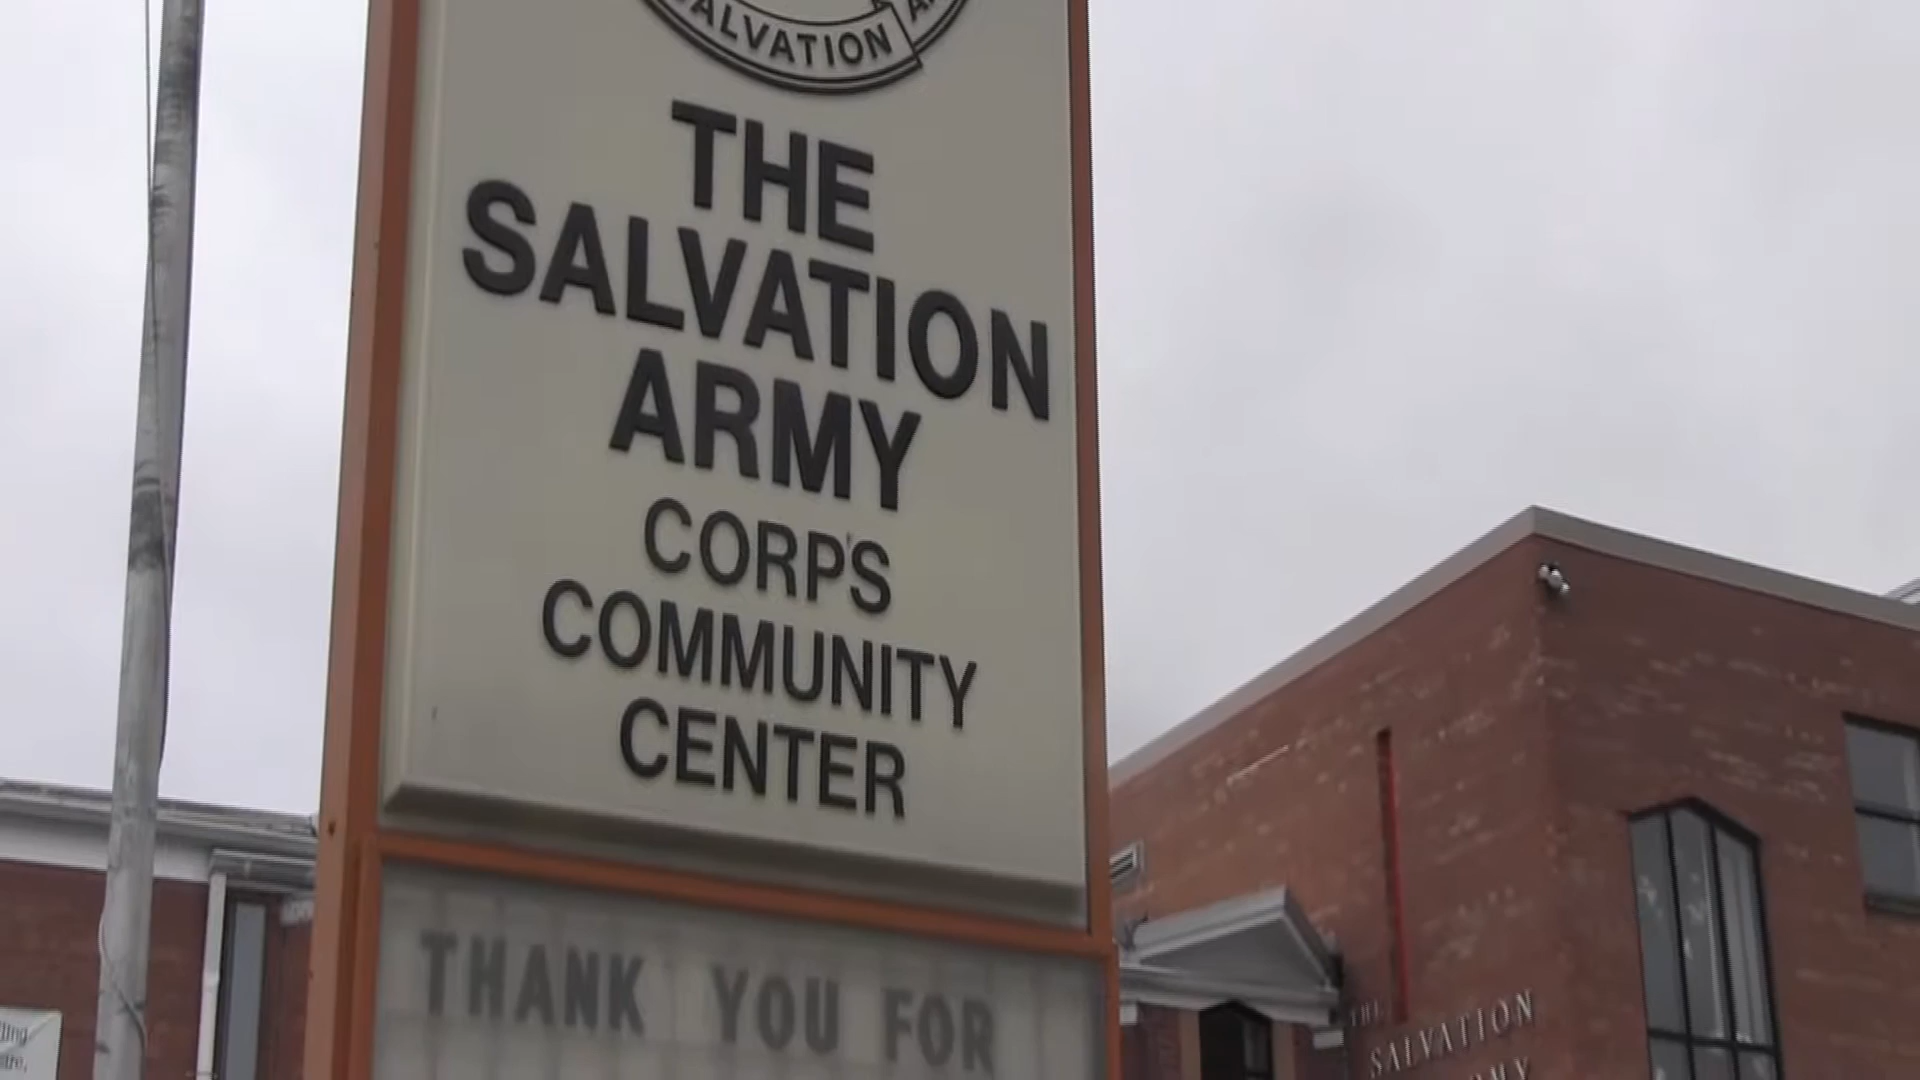 SALVATION
THE
SALVATION
ARMY
CORP'S
COMMUNITY
CENTER
THANK YOU FOR
THE
SALVATION